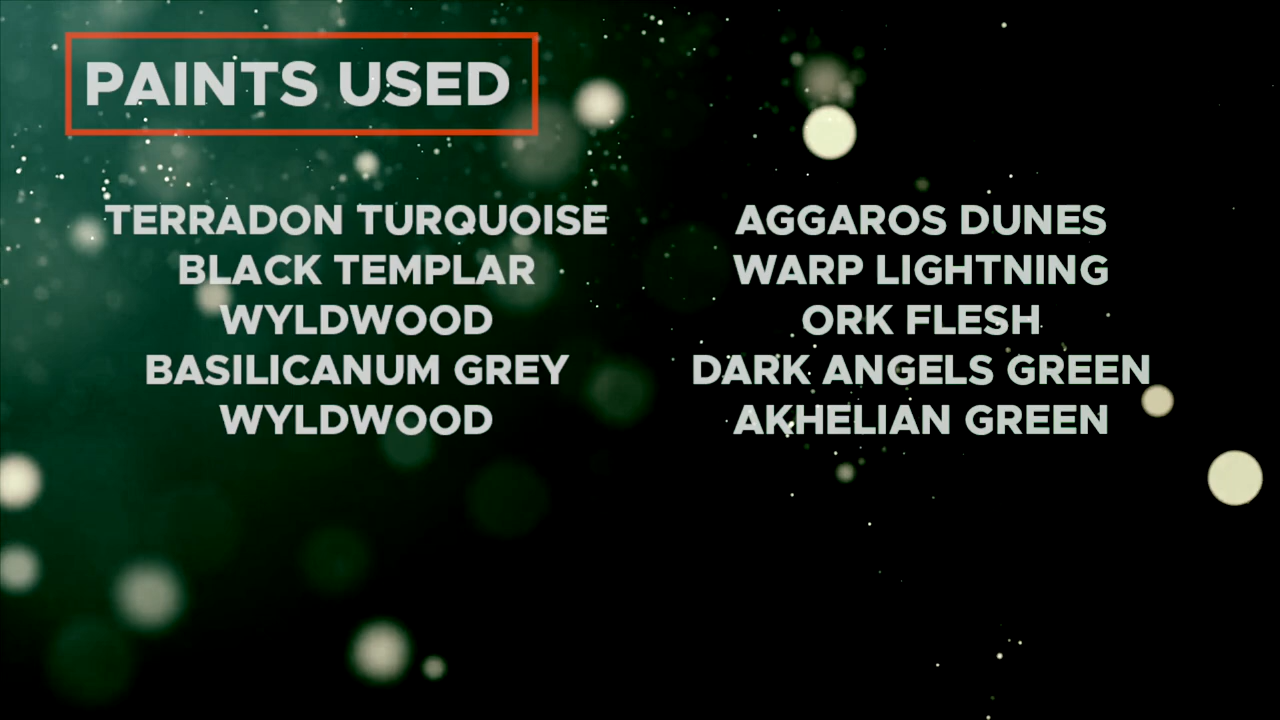 PAINTS USED
TERRADON TURQUOISE
BLACK TEMPLAR
WYLDWOOD
BASILICANUM GREY
WYLDWOOD
AGGAROS DUNES
WARP LIGHTNING
ORK FLESH
DARK ANGELS GREEN
AKHELIAN GREEN